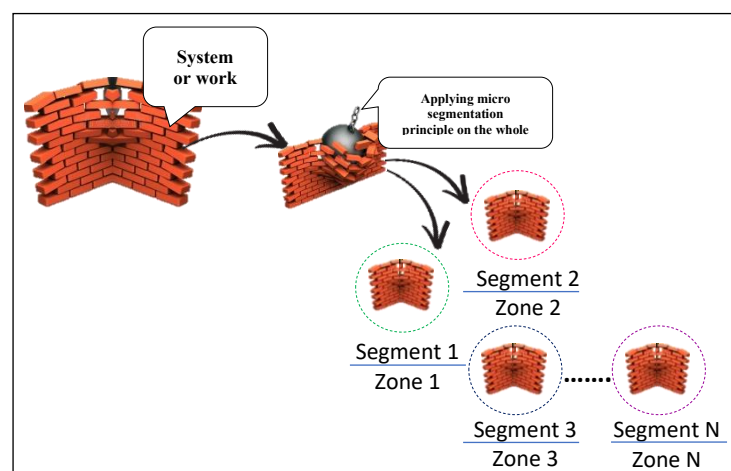 System
or work
Applying micro
segmentation
principle on the whole
Segment 2
Zone 2
Segment 1
Zone 1
Segment 3
Zone 3
.......
Segment N
Zone N